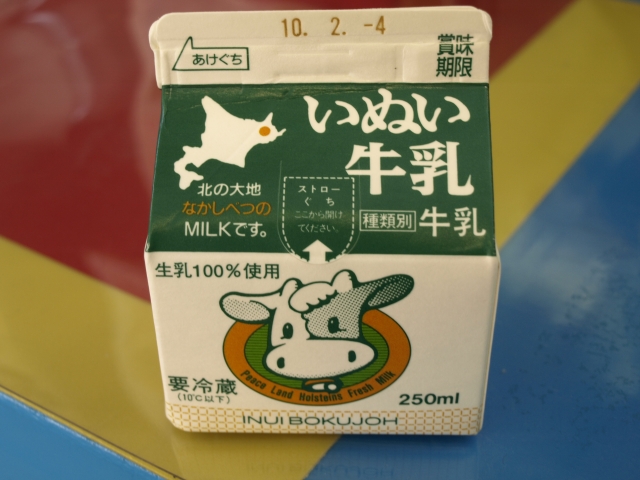 10. 2. -4
賞味
期限
あけぐち
いぬい
牛乳
北の大地
なかしべつの
MILKです。
ストロー
ぐち
ここから開け
てください。
種類別 牛乳
生乳100%使用
Peace Land Holsteins Fresh Milk
要冷蔵
(10℃以下)
250ml
INUI BOKUJOH